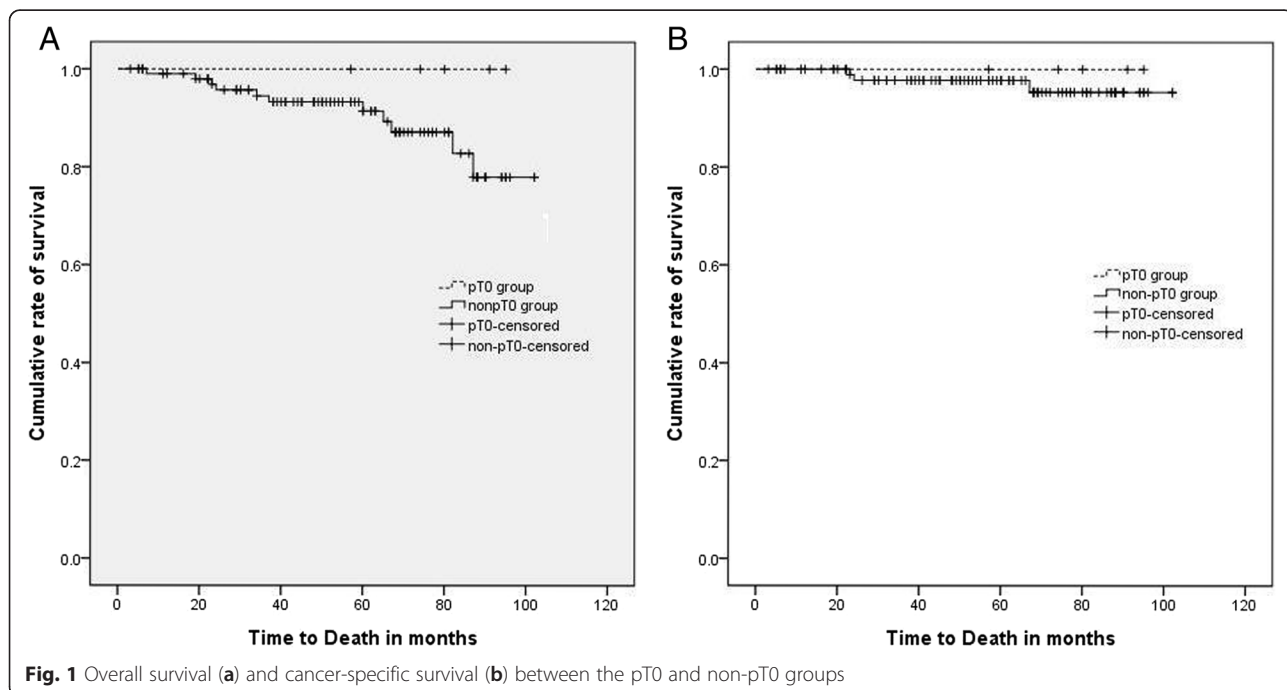 A
Cumulative rate of survival
1.0
0.8
0.6
0.4
0.2
0.0
pT0 group
nonpT0 group
pT0-censored
non-pT0-censored
0 20 40 60 80 100 120
Time to Death in months
B
Cumulative rate of survival
1.0
0.8
0.6
0.4
0.2
0.0
pT0 group
non-pT0 group
pT0-censored
non-pT0-censored
0 20 40 60 80 100 120
Time to Death in months
Fig. 1 Overall survival (a) and cancer-specific survival (b) between the pT0 and non-pT0 groups